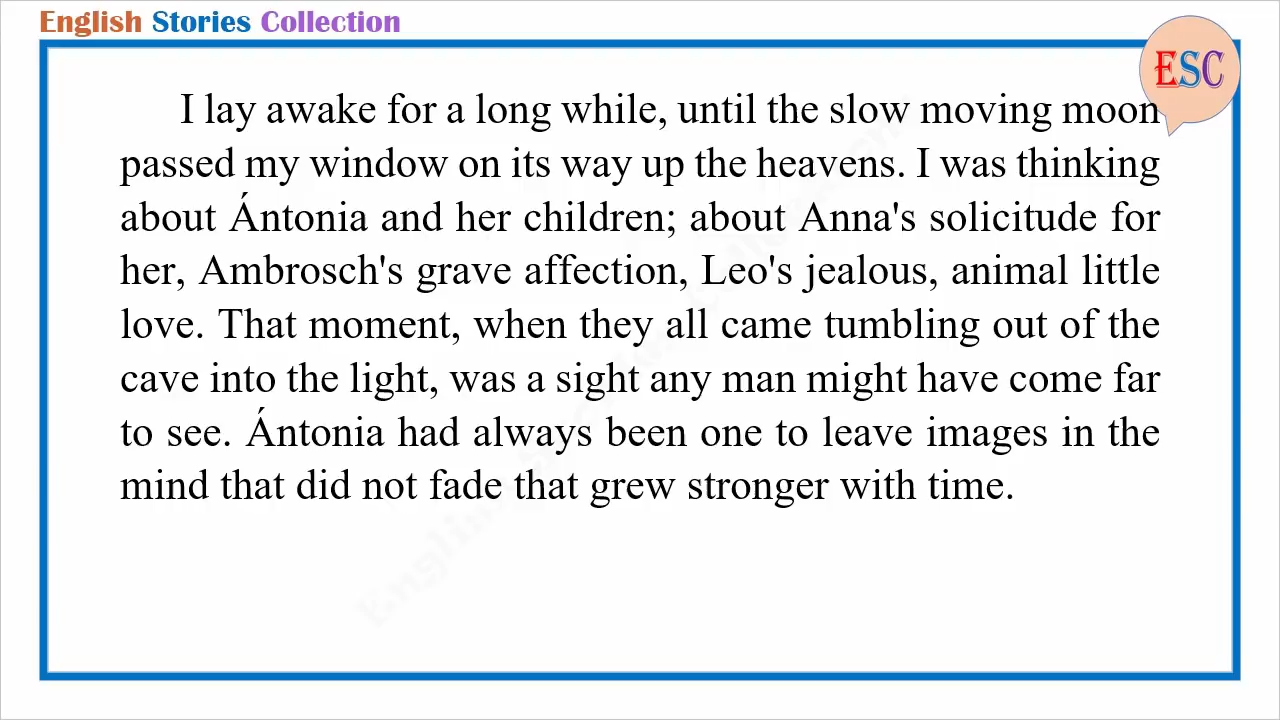 English Stories Collection
ESC
I lay awake for a long while, until the slow moving moon
passed my window on its way up the heavens. I was thinking
about Ántonia and her children; about Anna's solicitude for
her, Ambrosch's grave affection, Leo's jealous, animal little
love. That moment, when they all came tumbling out of the
cave into the light, was a sight any man might have come far
to see. Ántonia had always been one to leave images in the
mind that did not fade that grew stronger with time.